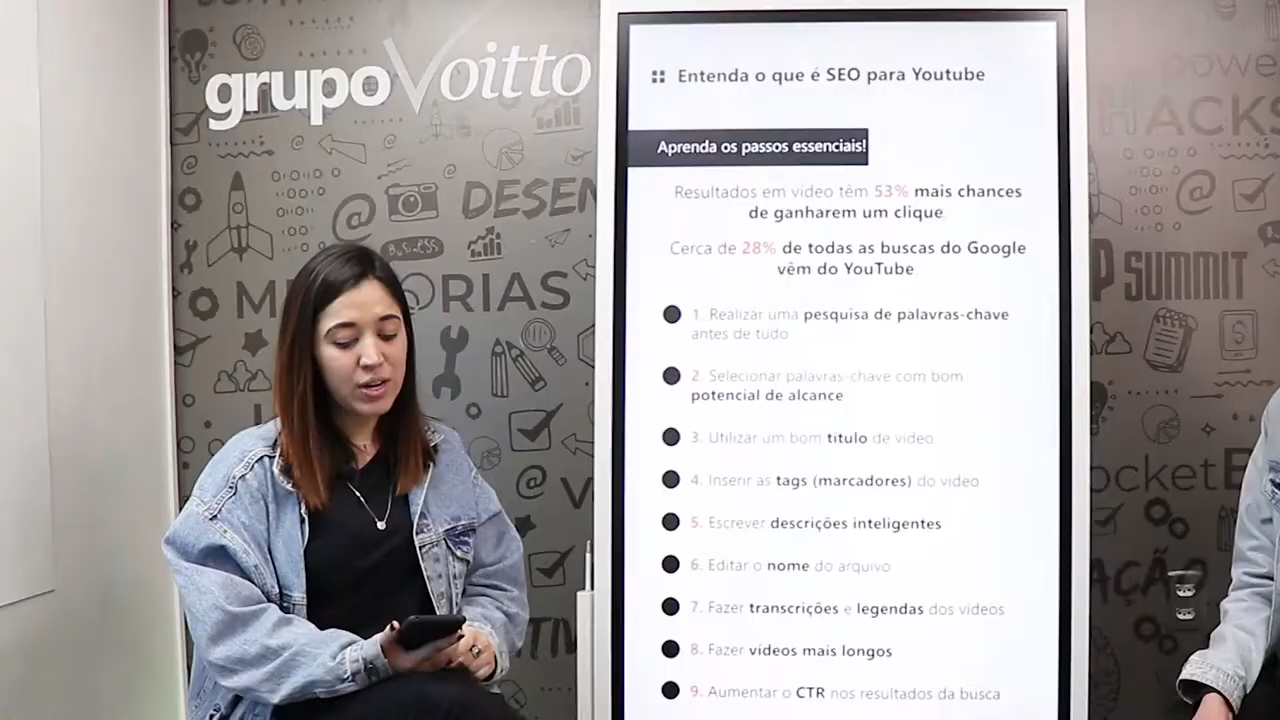 grupoVoitto
Entenda o que é SEO para Youtube
Aprenda os passos essenciais!
Resultados em vídeo têm 53% mais chances
de ganharem um clique.
Cerca de 28% de todas as buscas do Google
vêm do YouTube
1. Realizar uma pesquisa de palavras-chave
antes de tudo
2. Selecionar palavras-chave com bom
potencial de alcance
3. Utilizar um bom título de vídeo
4. Inserir as tags (marcadores) do vídeo
5. Escrever descrições inteligentes
6. Editar o nome do arquivo
7. Fazer transcrições e legendas dos vídeos
8. Fazer vídeos mais longos
9. Aumentar o CTR nos resultados da busca
DESEN
BUSINESS
ORIAS
power
HACKS
P SUMMIT
ocketB
AÇÃO